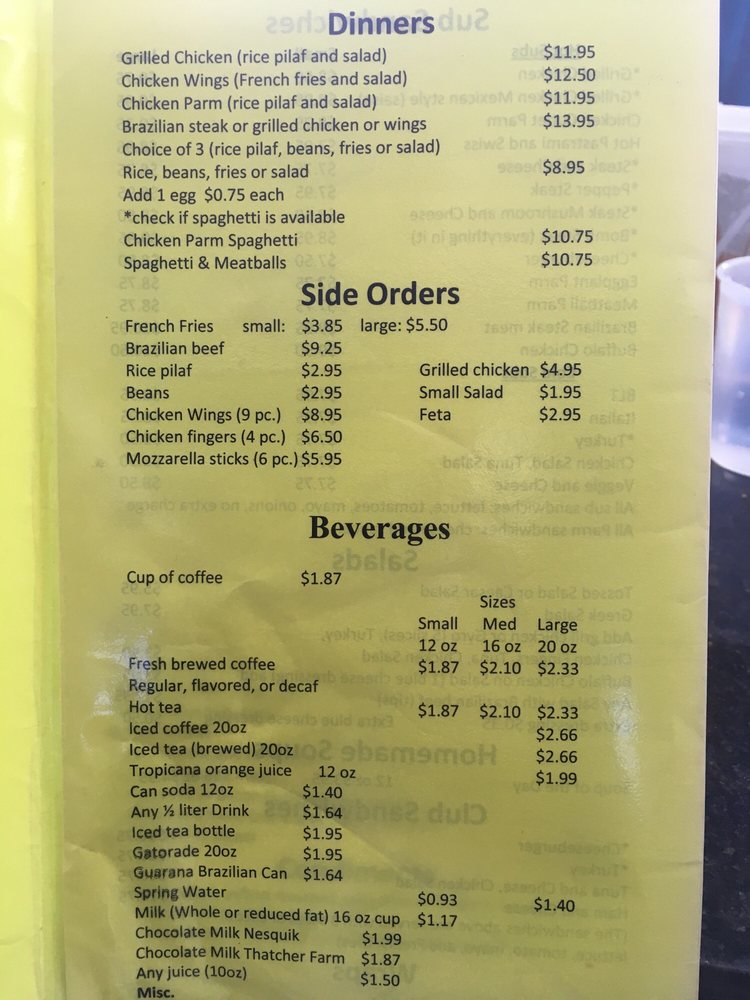 Dinners
Grilled Chicken (rice pilaf and salad) $11.95
Chicken Wings (French fries and salad) $12.50
Chicken Parm (rice pilaf and salad) $11.95
Brazilian steak or grilled chicken or wings $13.95
Choice of 3 (rice pilaf, beans, fries or salad)
Rice, beans, fries or salad $8.95
Add 1 egg $0.75 each
*check if spaghetti is available
Chicken Parm Spaghetti $10.75
Spaghetti & Meatballs $10.75
Side Orders
French Fries small: $3.85 large: $5.50
Brazilian beef $9.25
Rice pilaf $2.95 Grilled chicken $4.95
Beans $2.95 Small Salad $1.95
Chicken Wings (9 pc.) $8.95 Feta $2.95
Chicken fingers (4 pc.) $6.50
Mozzarella sticks (6 pc.) $5.95
Beverages
Cup of coffee $1.87
Sizes
Small Med Large
12 oz 16 oz 20 oz
Fresh brewed coffee $1.87 $2.10 $2.33
Regular, flavored, or decaf
Hot tea $1.87 $2.10 $2.33
Iced coffee 20oz $2.66
Iced tea (brewed) 20oz $2.66
Tropicana orange juice 12 oz $1.99
Can soda 12oz $1.40
Any ½ liter Drink $1.64
Iced tea bottle $1.95
Gatorade 20oz $1.95
Guarana Brazilian Can $1.64
Spring Water $0.93 $1.40
Milk (Whole or reduced fat) 16 oz cup $1.17
Chocolate Milk Nesquik $1.99
Chocolate Milk Thatcher Farm $1.87
Any juice (10oz) $1.50
Misc.